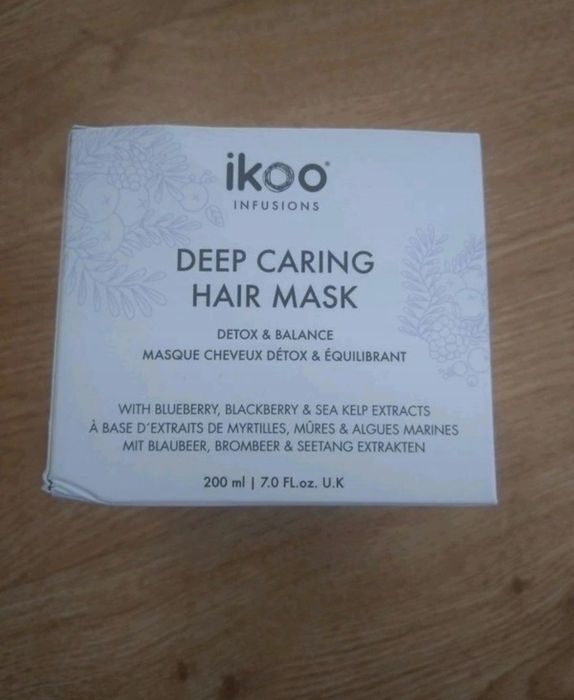 ikoo®
INFUSIONS
DEEP CARING
HAIR MASK
DETOX & BALANCE
MASQUE CHEVEUX DÉTOX & ÉQUILIBRANT
WITH BLUEBERRY, BLACKBERRY & SEA KELP EXTRACTS
À BASE D´EXTRAITS DE MYRTILLES, MÛRES & ALGUES MARINES
MIT BLAUBEER, BROMBEER & SEETANG EXTRAKTEN
200 ml | 7.0 FL.oz. U.K